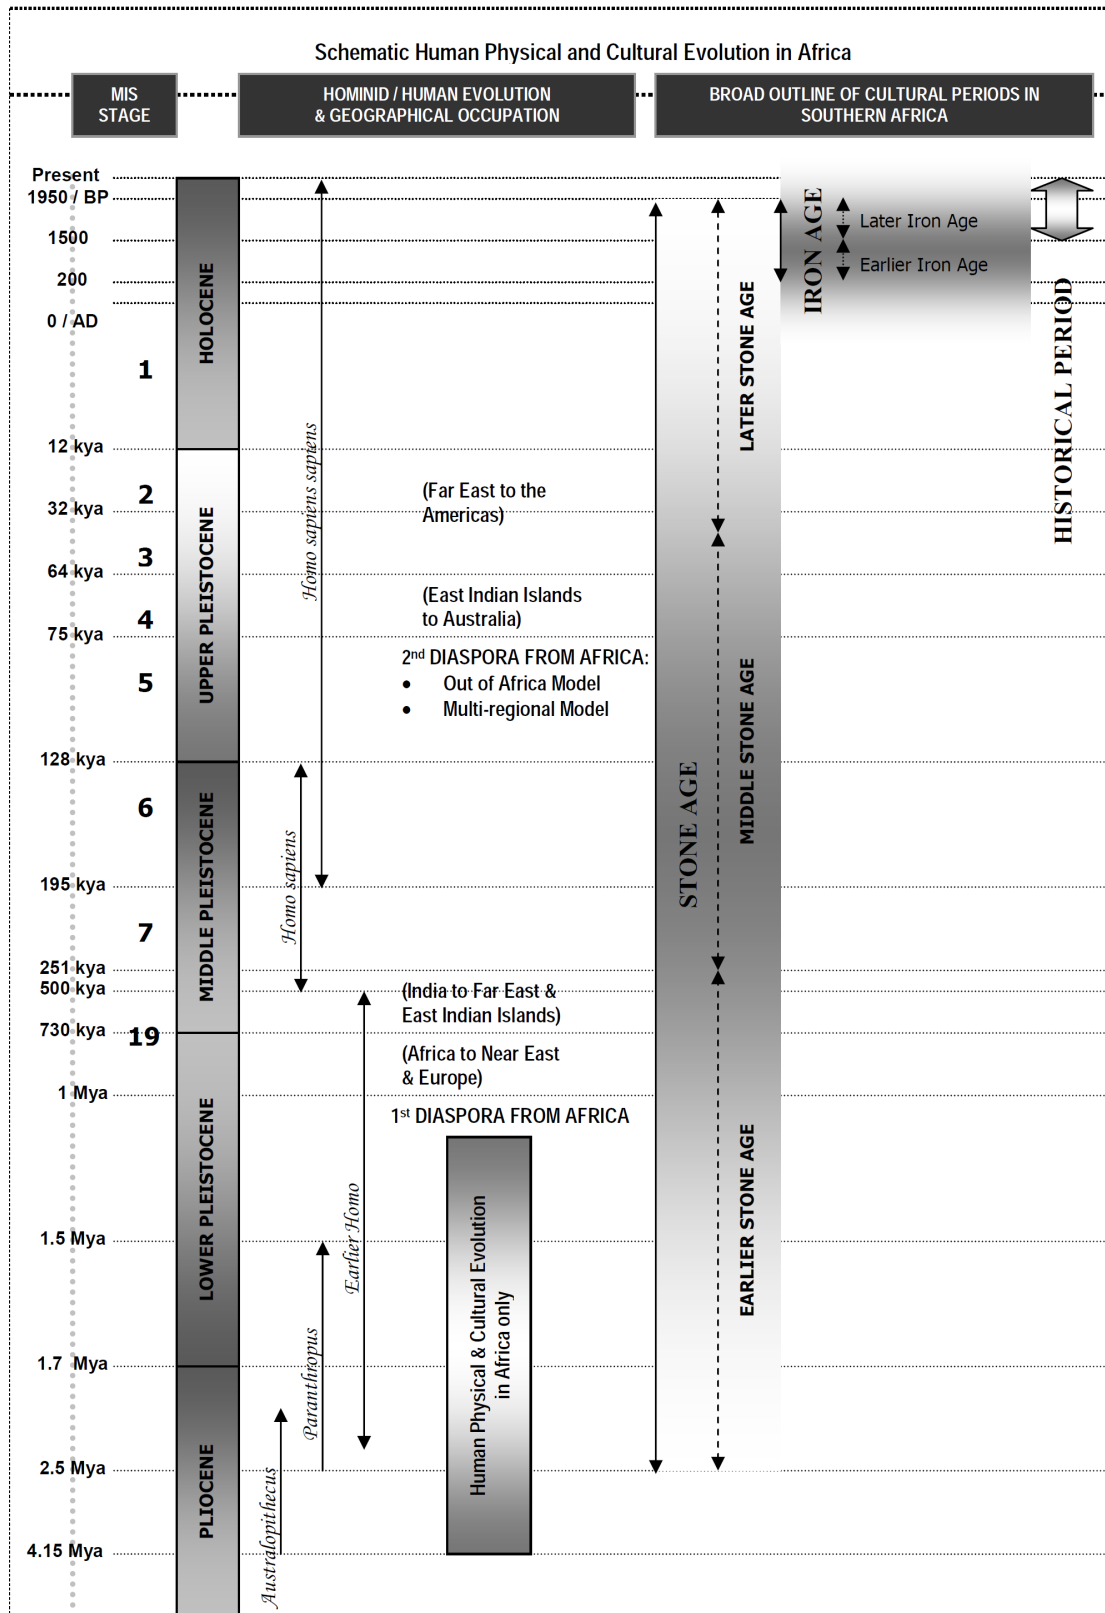 Schematic Human Physical and Cultural Evolution in Africa
MIS
STAGE
HOMINID / HUMAN EVOLUTION
& GEOGRAPHICAL OCCUPATION
BROAD OUTLINE OF CULTURAL PERIODS IN
SOUTHERN AFRICA
Present
1950 / BP
1500
200
0 / AD
12 kya
32 kya
64 kya
75 kya
128 kya
195 kya
251 kya
500 kya
730 kya
1 Mya
1.5 Mya
1.7 Mya
2.5 Mya
4.15 Mya
1
2
3
4
5
6
7
19
HOLOCENE
UPPER PLEISTOCENE
MIDDLE PLEISTOCENE
LOWER PLEISTOCENE
PLIOCENE
Homo sapiens sapiens
Homo sapiens
Earlier Homo
Paranthropus
Australopithecus
(Far East to the
Americas)
(East Indian Islands
to Australia)
2nd DIASPORA FROM AFRICA:
• Out of Africa Model
• Multi-regional Model
(India to Far East &
East Indian Islands)
(Africa to Near East
& Europe)
1st DIASPORA FROM AFRICA
Human Physical & Cultural Evolution
in Africa only
STONE AGE
LATER STONE AGE
MIDDLE STONE AGE
EARLIER STONE AGE
IRON AGE
Later Iron Age
Earlier Iron Age
HISTORICAL PERIOD